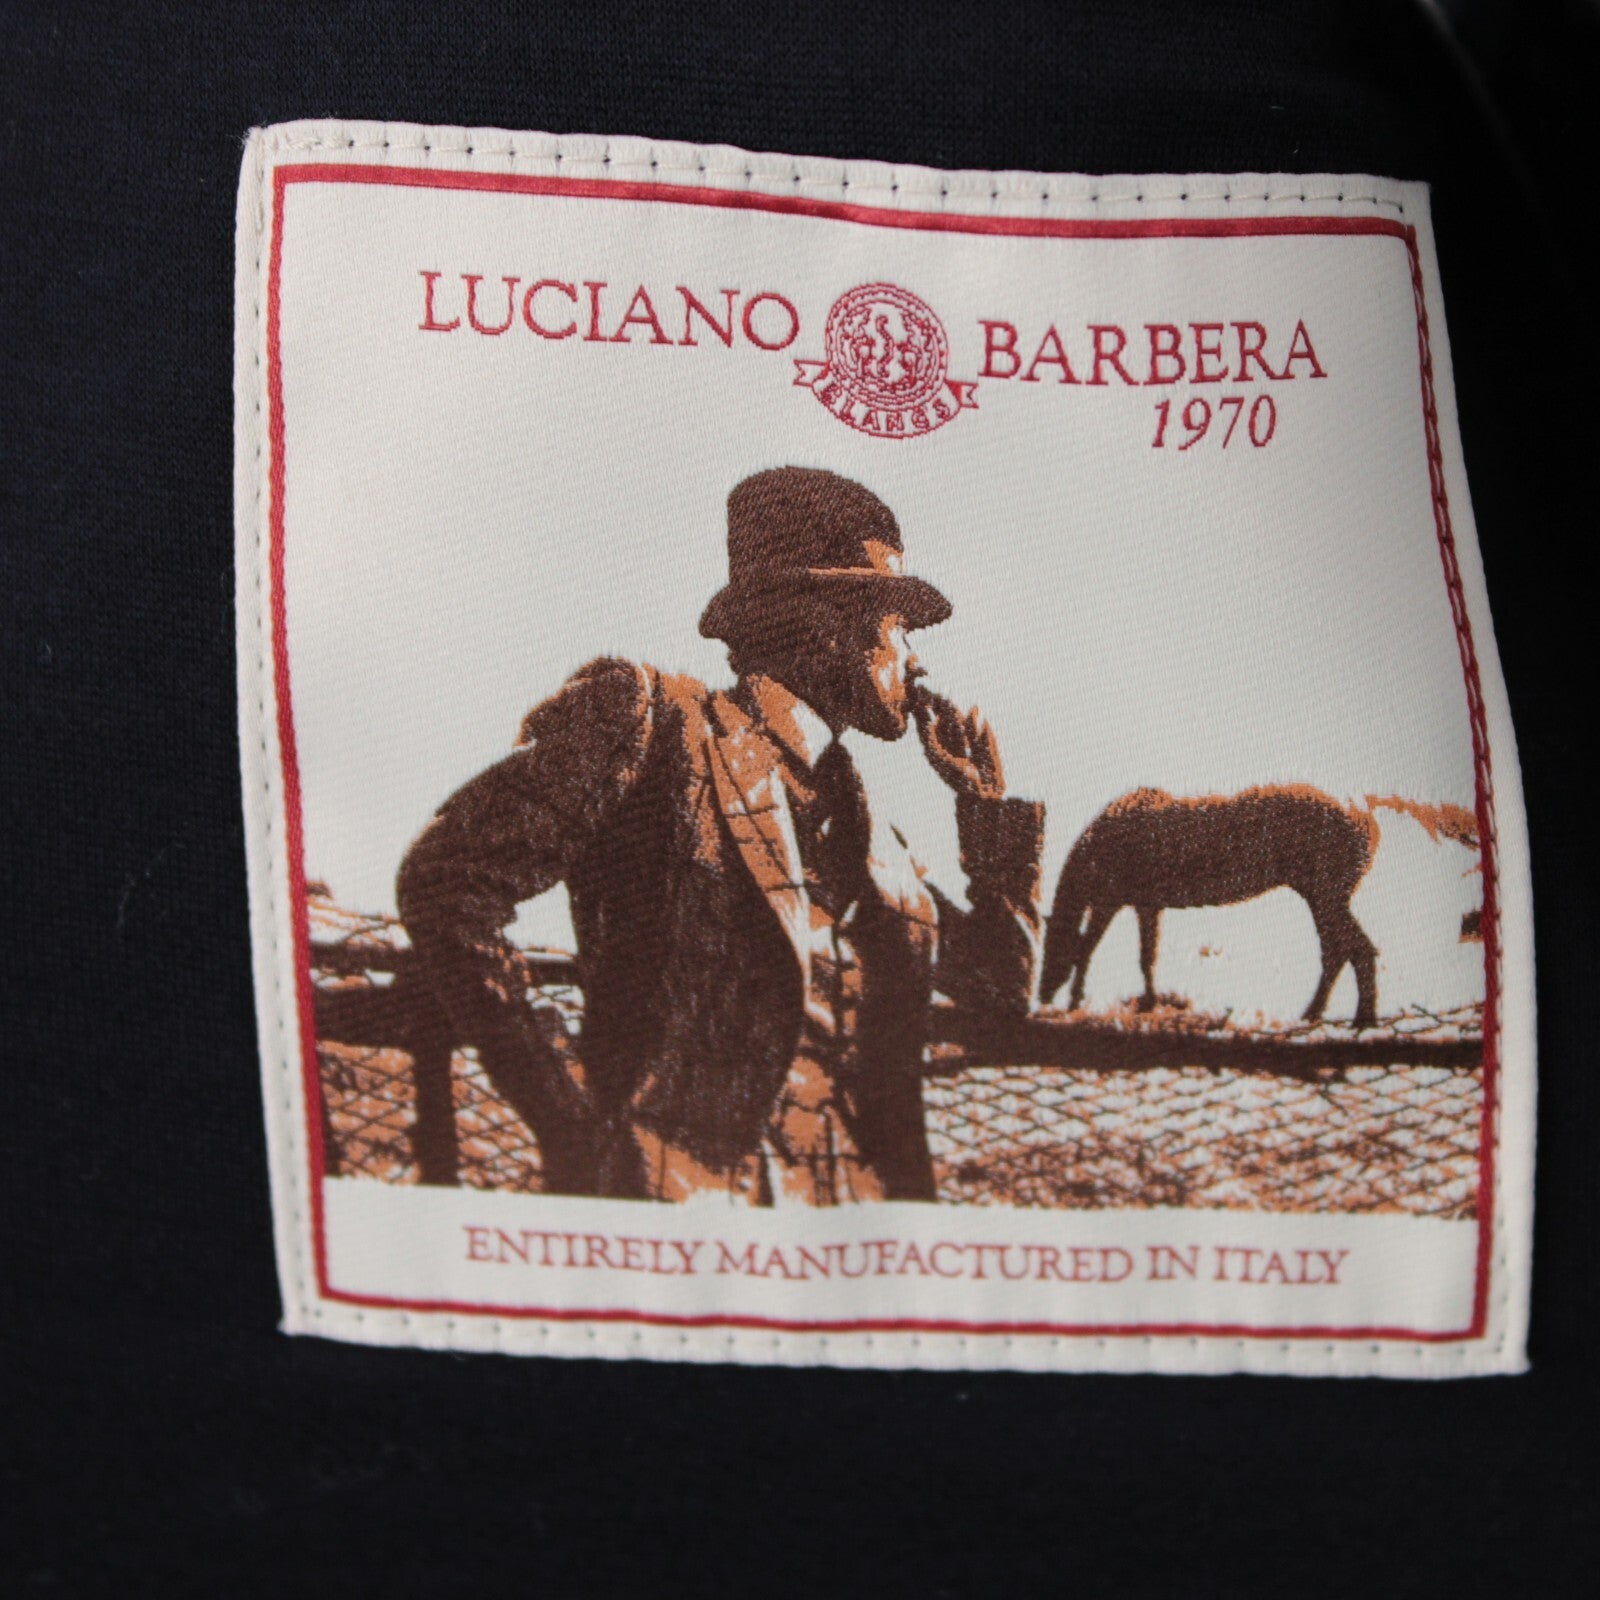 LUCIANO BARBERA
1970
ENTIRELY MANUFACTURED IN ITALY